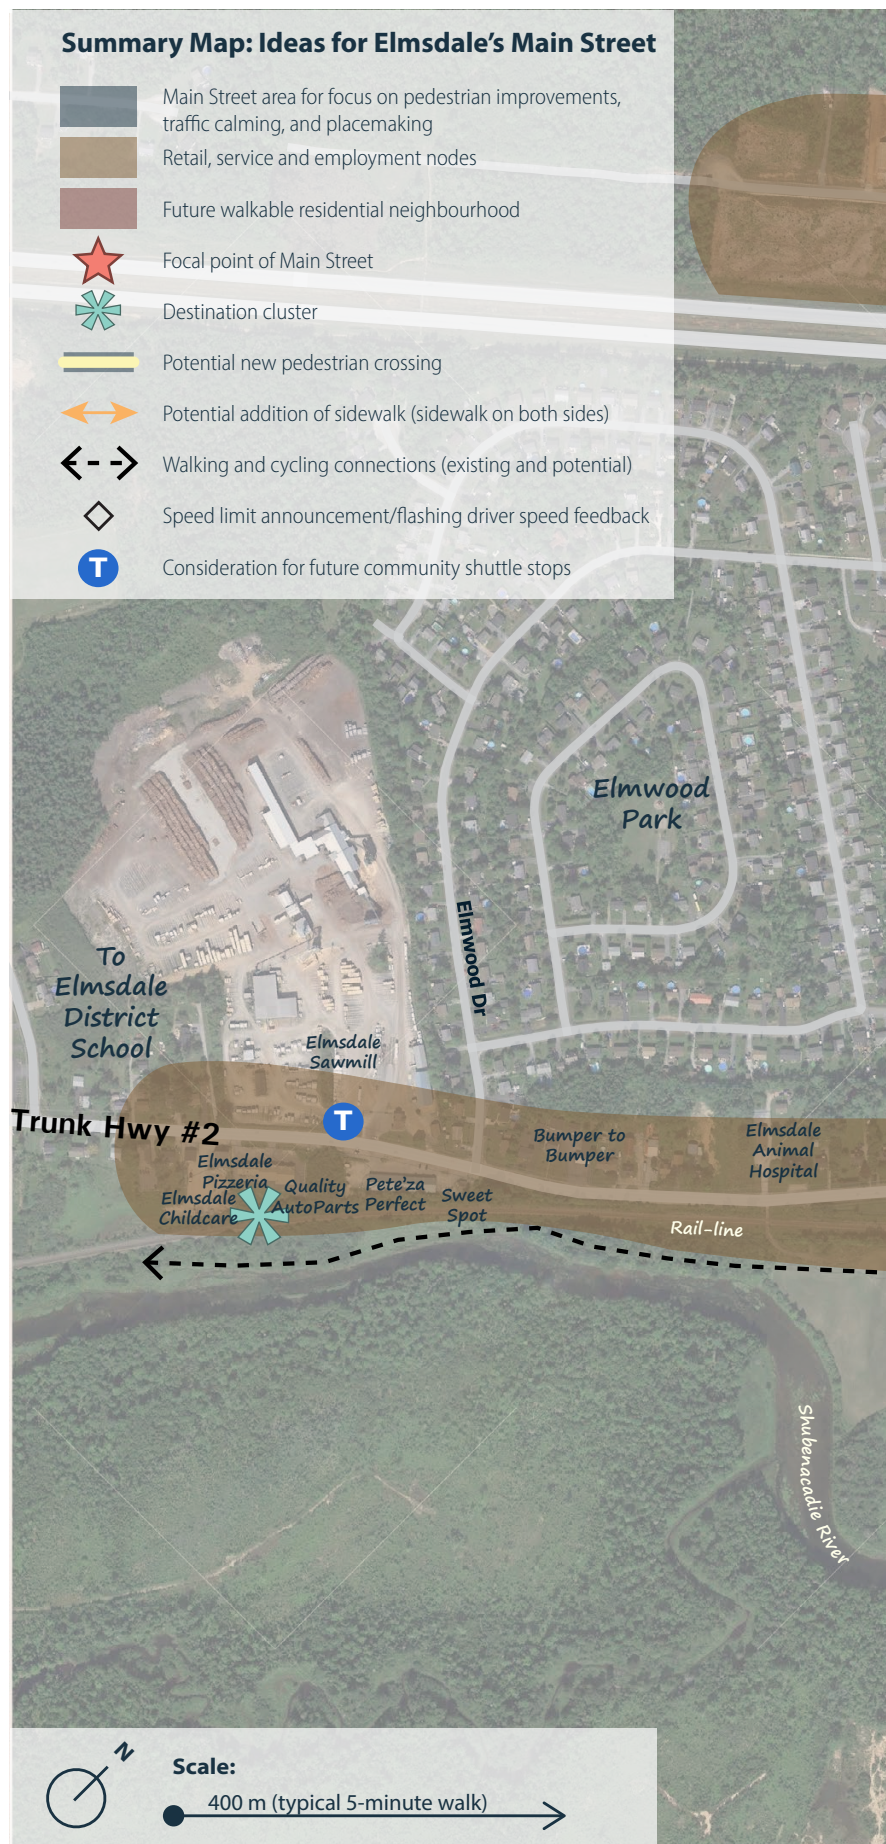 Summary Map: Ideas for Elmsdale's Main Street
Main Street area for focus on pedestrian improvements,
traffic calming, and placemaking
Retail, service and employment nodes
Future walkable residential neighbourhood
Focal point of Main Street
Destination cluster
Potential new pedestrian crossing
Potential addition of sidewalk (sidewalk on both sides)
Walking and cycling connections (existing and potential)
Speed limit announcement/flashing driver speed feedback
T
Consideration for future community shuttle stops
Elmwood
Park
Elmwood Dr
To
Elmsdale
District
School
Elmsdale
Sawmill
T
Trunk Hwy #2
Bumper to
Bumper
Elmsdale
Animal
Hospital
Elmsdale
Pizzeria
Elmsdale
Childcare
Quality
AutoParts
Pete'za
Perfect
Sweet
Spot
Rail-line
Shubenacadie River
N
Scale:
400 m (typical 5-minute walk)